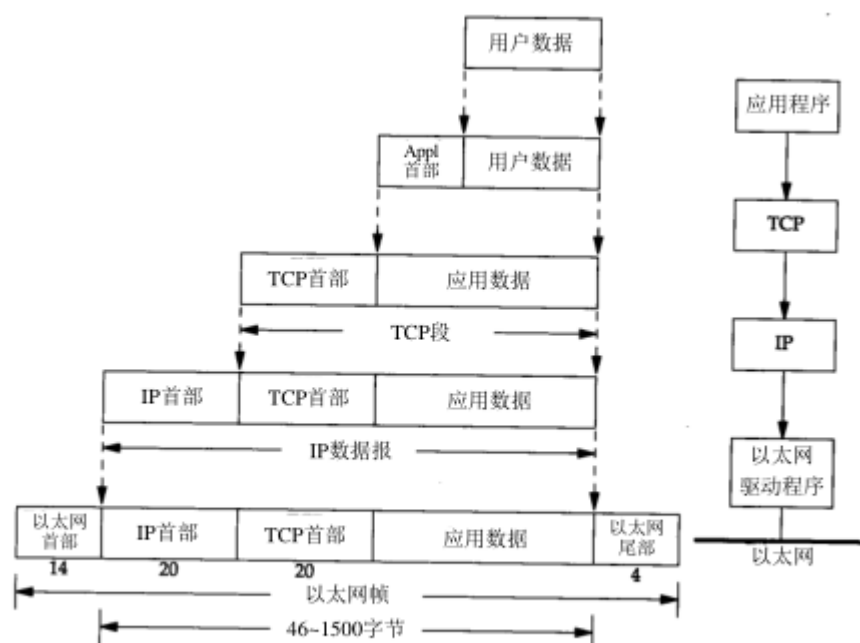 用户数据
Appl
首部
用户数据
应用程序
TCP首部
应用数据
TCP
TCP段
IP首部
TCP首部
应用数据
IP
IP数据报
以太网
首部
IP首部
TCP首部
应用数据
以太网
尾部
以太网
驱动程序
14
20
20
4
以太网
以太网帧
46~1500字节